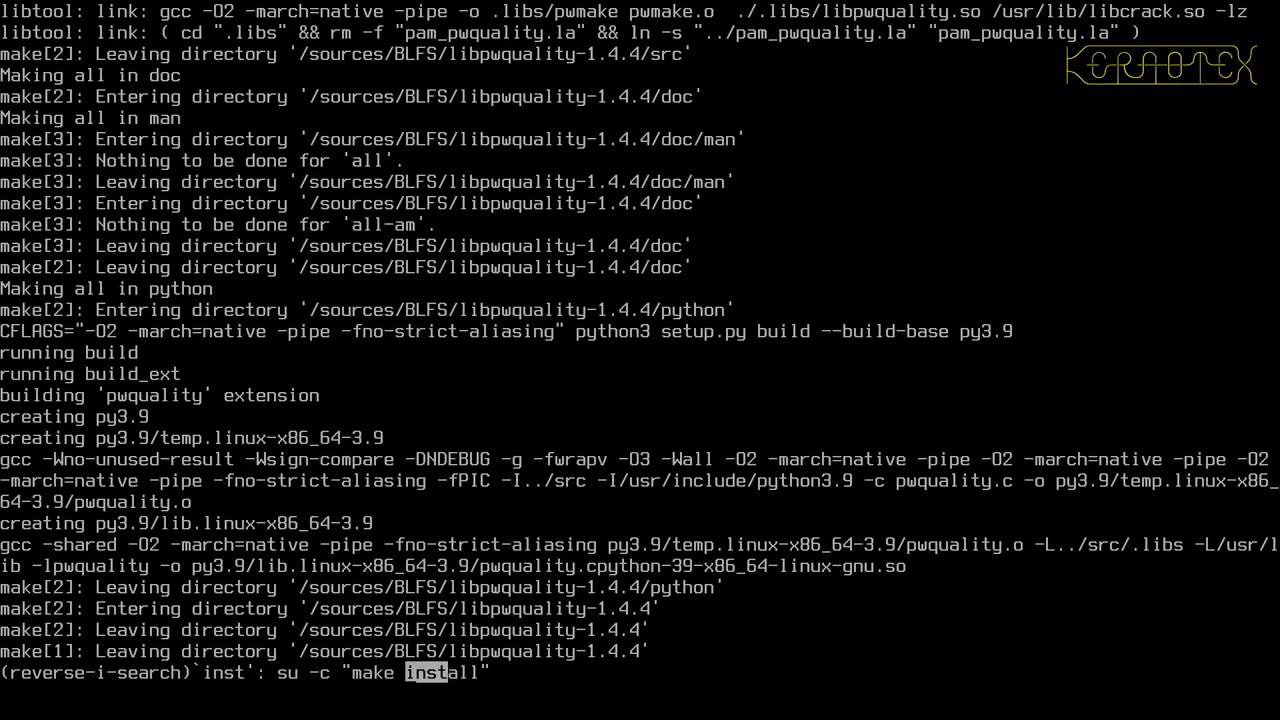 libtool: link: gcc -O2 -march=native -pipe -o .libs/pwmake pwmake.o  ./.libs/libpwquality.so /usr/lib/libcrack.so -lz
libtool: link: ( cd ".libs" && rm -f "pam_pwquality.la" && ln -s "../pam_pwquality.la" "pam_pwquality.la" )
make[2]: Leaving directory '/sources/BLFS/libpwquality-1.4.4/src'
KERNOTEX
Making all in doc
make[2]: Entering directory '/sources/BLFS/libpwquality-1.4.4/doc'
Making all in man
make[3]: Entering directory '/sources/BLFS/libpwquality-1.4.4/doc/man'
make[3]: Nothing to be done for 'all'.
make[3]: Leaving directory '/sources/BLFS/libpwquality-1.4.4/doc/man'
make[3]: Entering directory '/sources/BLFS/libpwquality-1.4.4/doc'
make[3]: Nothing to be done for 'all-am'.
make[3]: Leaving directory '/sources/BLFS/libpwquality-1.4.4/doc'
make[2]: Leaving directory '/sources/BLFS/libpwquality-1.4.4/doc'
Making all in python
make[2]: Entering directory '/sources/BLFS/libpwquality-1.4.4/python'
CFLAGS="-O2 -march=native -pipe -fno-strict-aliasing" python3 setup.py build --build-base py3.9
running build
running build_ext
building 'pwquality' extension
creating py3.9
creating py3.9/temp.linux-x86_64-3.9
gcc -Wno-unused-result -Wsign-compare -DNDEBUG -g -fwrapv -O3 -Wall -O2 -march=native -pipe -O2 -march=native -pipe -O2
-march=native -pipe -fno-strict-aliasing -fPIC -I../src -I/usr/include/python3.9 -c pwquality.c -o py3.9/temp.linux-x86_
64-3.9/pwquality.o
creating py3.9/lib.linux-x86_64-3.9
gcc -shared -O2 -march=native -pipe -fno-strict-aliasing py3.9/temp.linux-x86_64-3.9/pwquality.o -L../src/.libs -L/usr/l
ib -lpwquality -o py3.9/lib.linux-x86_64-3.9/pwquality.cpython-39-x86_64-linux-gnu.so
make[2]: Leaving directory '/sources/BLFS/libpwquality-1.4.4/python'
make[2]: Entering directory '/sources/BLFS/libpwquality-1.4.4'
make[2]: Leaving directory '/sources/BLFS/libpwquality-1.4.4'
make[1]: Leaving directory '/sources/BLFS/libpwquality-1.4.4'
(reverse-i-search)`inst': su -c "make install"